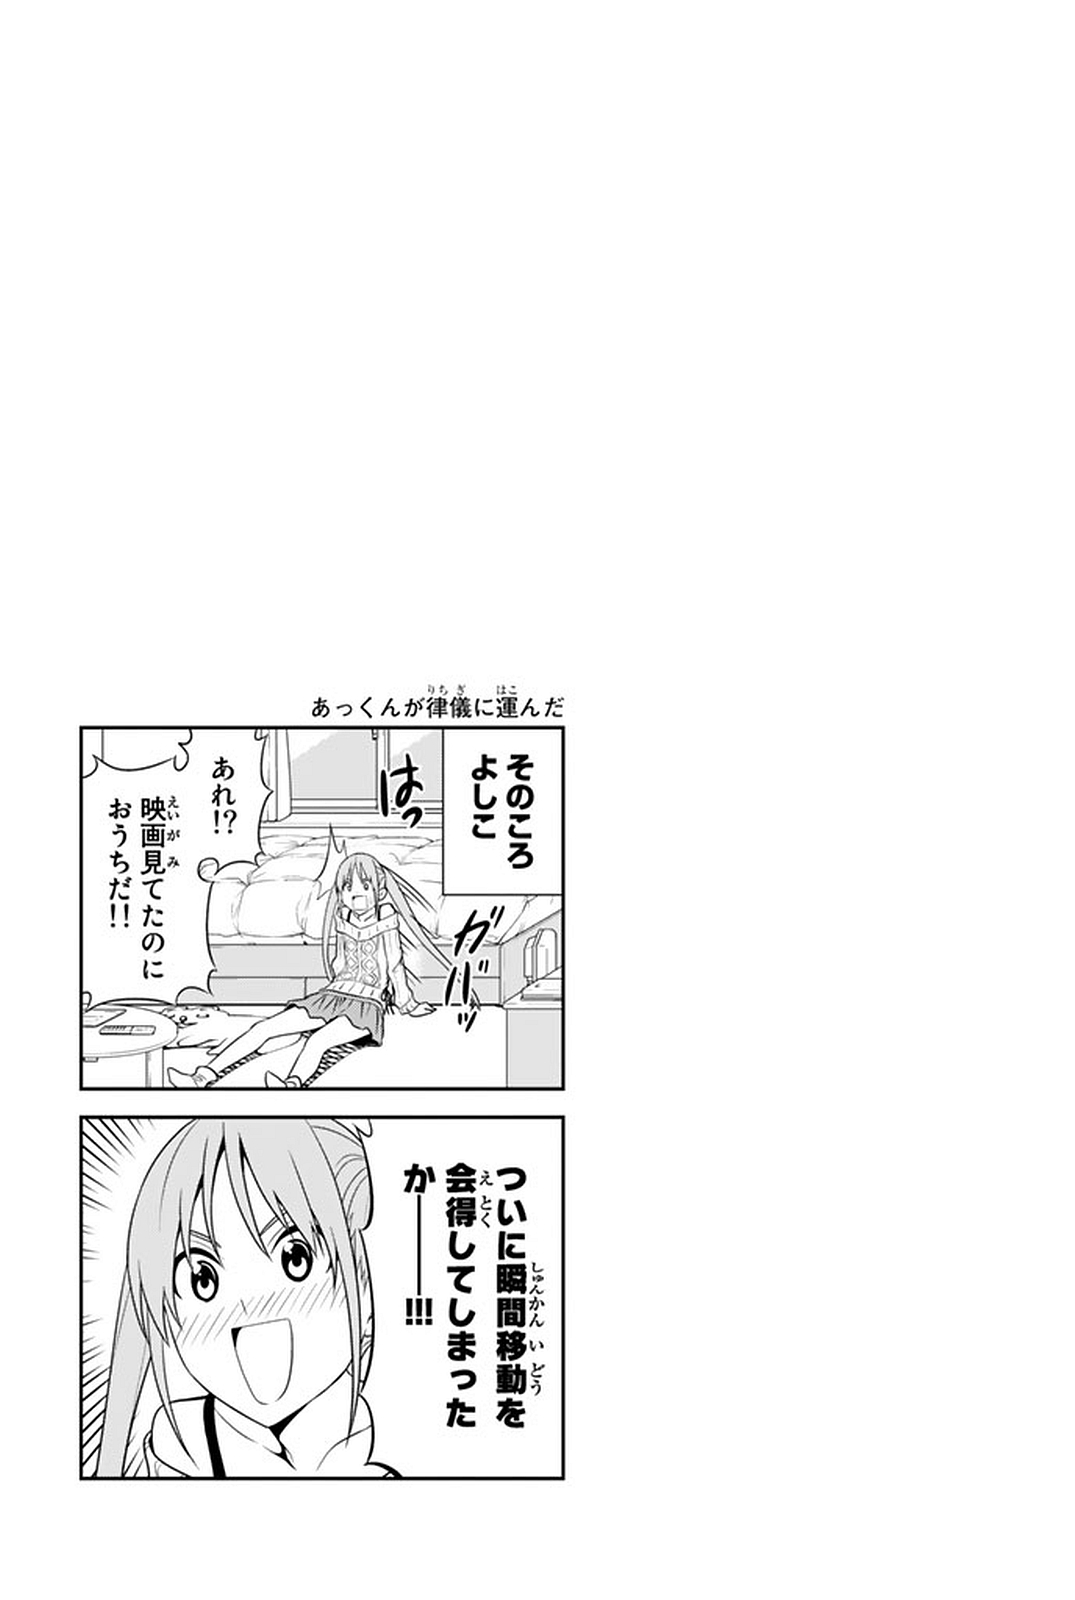 あっくんが律儀に運んだ
そのころ
よしこ
はっ
ガバッ
あれ!?
映画見てたのに
おうちだ!!
ついに瞬間移動を
会得してしまった
か――!!!